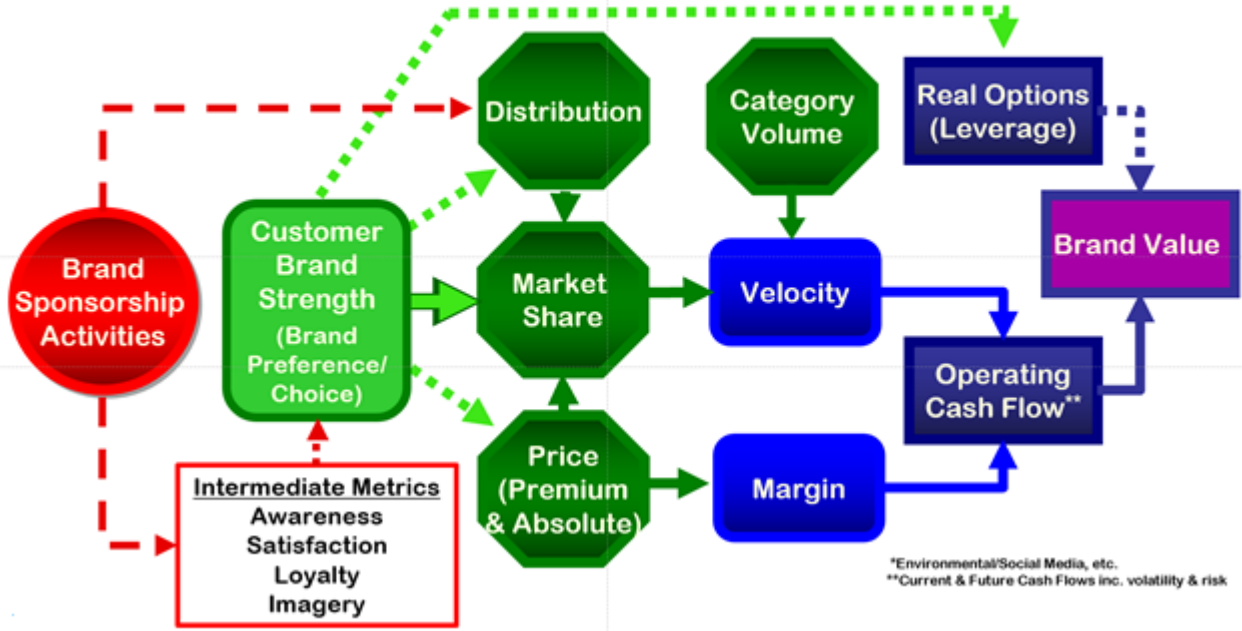 Distribution
Category
Volume
Real Options
(Leverage)
Brand
Sponsorship
Activities
Customer
Brand
Strength
(Brand
Preference/
Choice)
Market
Share
Velocity
Brand Value
Operating
Cash Flow**
Intermediate Metrics
Awareness
Satisfaction
Loyalty
Imagery
Price
(Premium
& Absolute)
Margin
*Environmental/Social Media, etc.
**Current & Future Cash Flows inc. volatility & risk